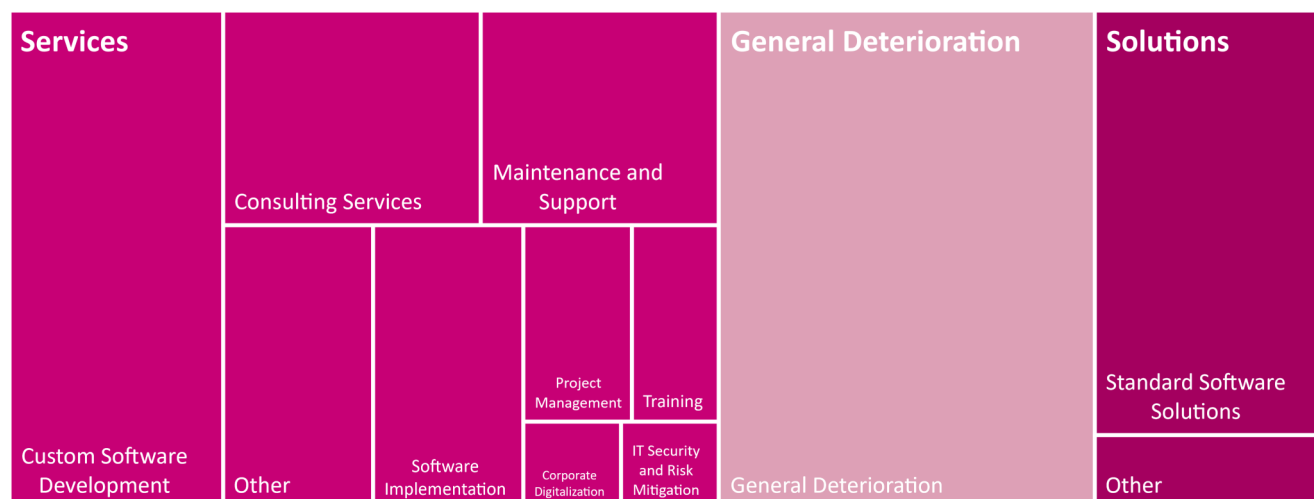 Services
Custom Software
Development
Consulting Services
Maintenance and
Support
Other
Software
Implementation
Project
Management
Training
Corporate
Digitalization
IT Security
and Risk
Mitigation
General Deterioration
General Deterioration
Solutions
Standard Software
Solutions
Other